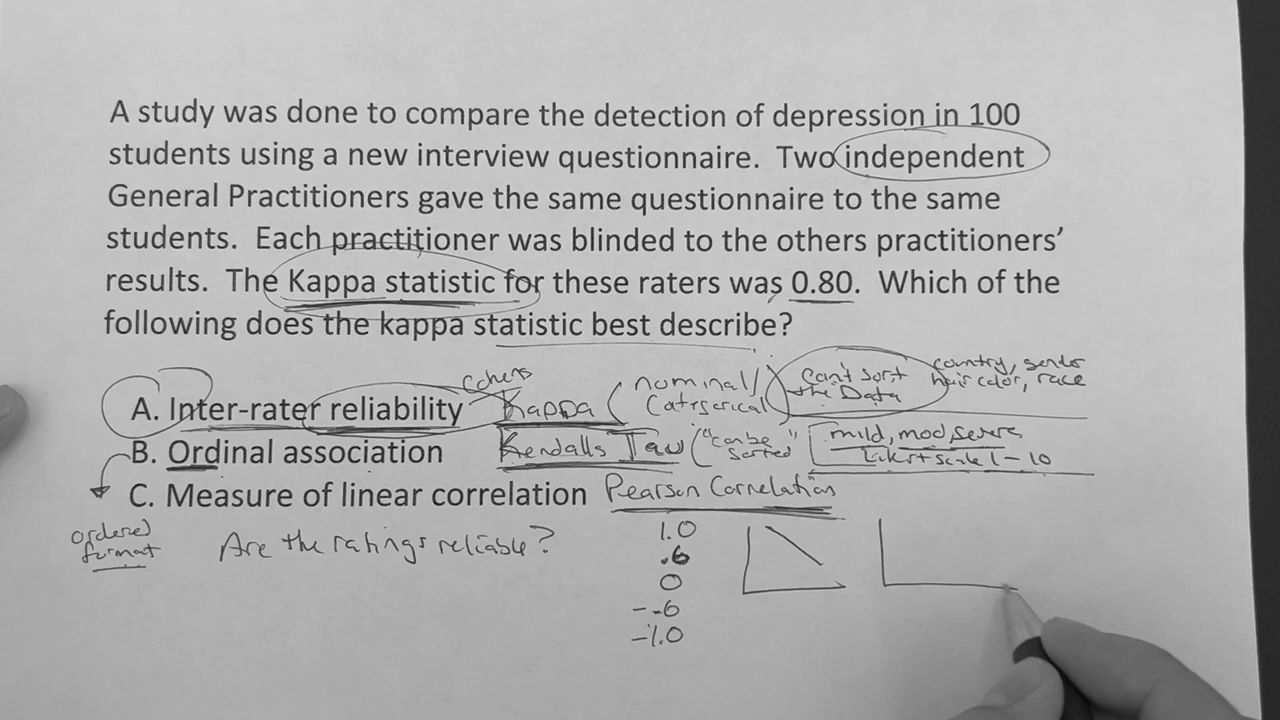 A study was done to compare the detection of depression in 100
students using a new interview questionnaire. Two independent
General Practitioners gave the same questionnaire to the same
students. Each practitioner was blinded to the others practitioners’
results. The Kappa statistic for these raters was 0.80. Which of the
following does the kappa statistic best describe?
Cohens
country, gender
hair color, race
nominal/
Categorical
Can't Sort
the Data
A. Inter-rater reliability Kappa
B. Ordinal association Kendalls Tau
"can be
sorted"
mild, mod, severe
Likert scale 1-10
C. Measure of linear correlation Pearson Correlation
ordered
format
Are the ratings reliable?
1.0
.6
0
-.6
-1.0